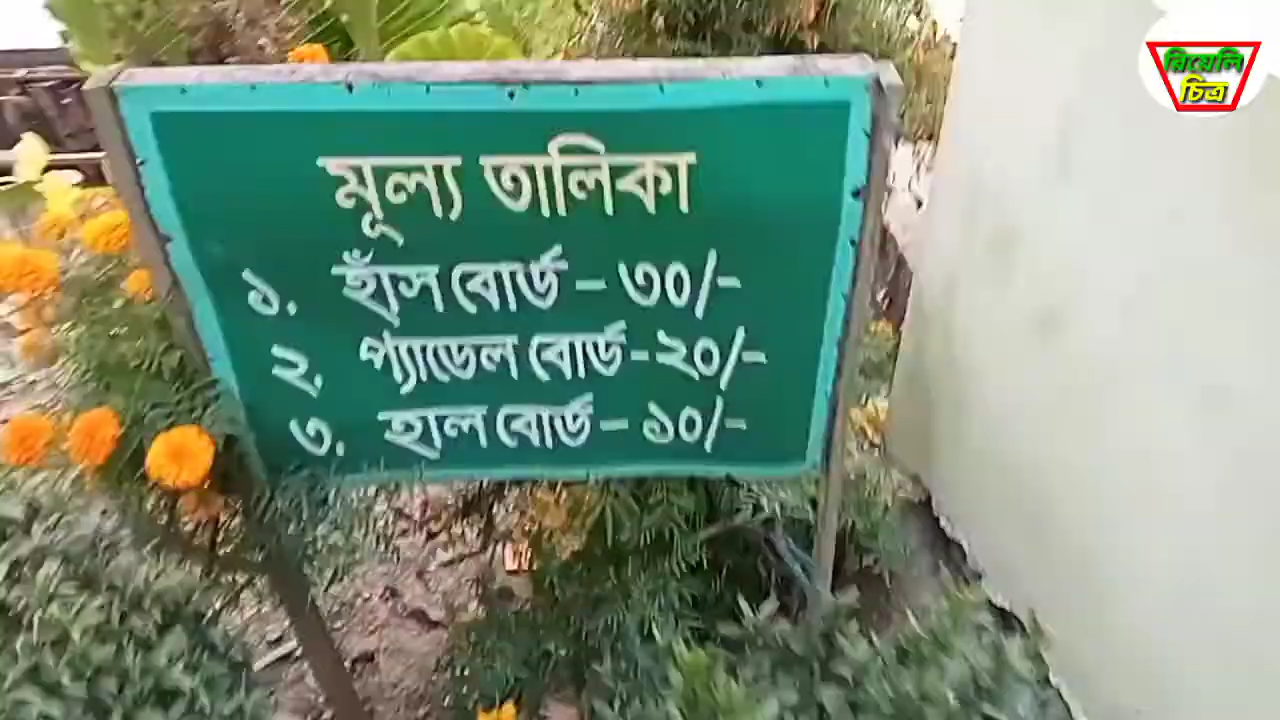 মূল্য তালিকা
১. হাঁস বোর্ড - ৩০/-
২. প্যাডেল বোর্ড - ২০/-
৩. হাল বোর্ড - ১০/-
রিয়েলি
চিত্র